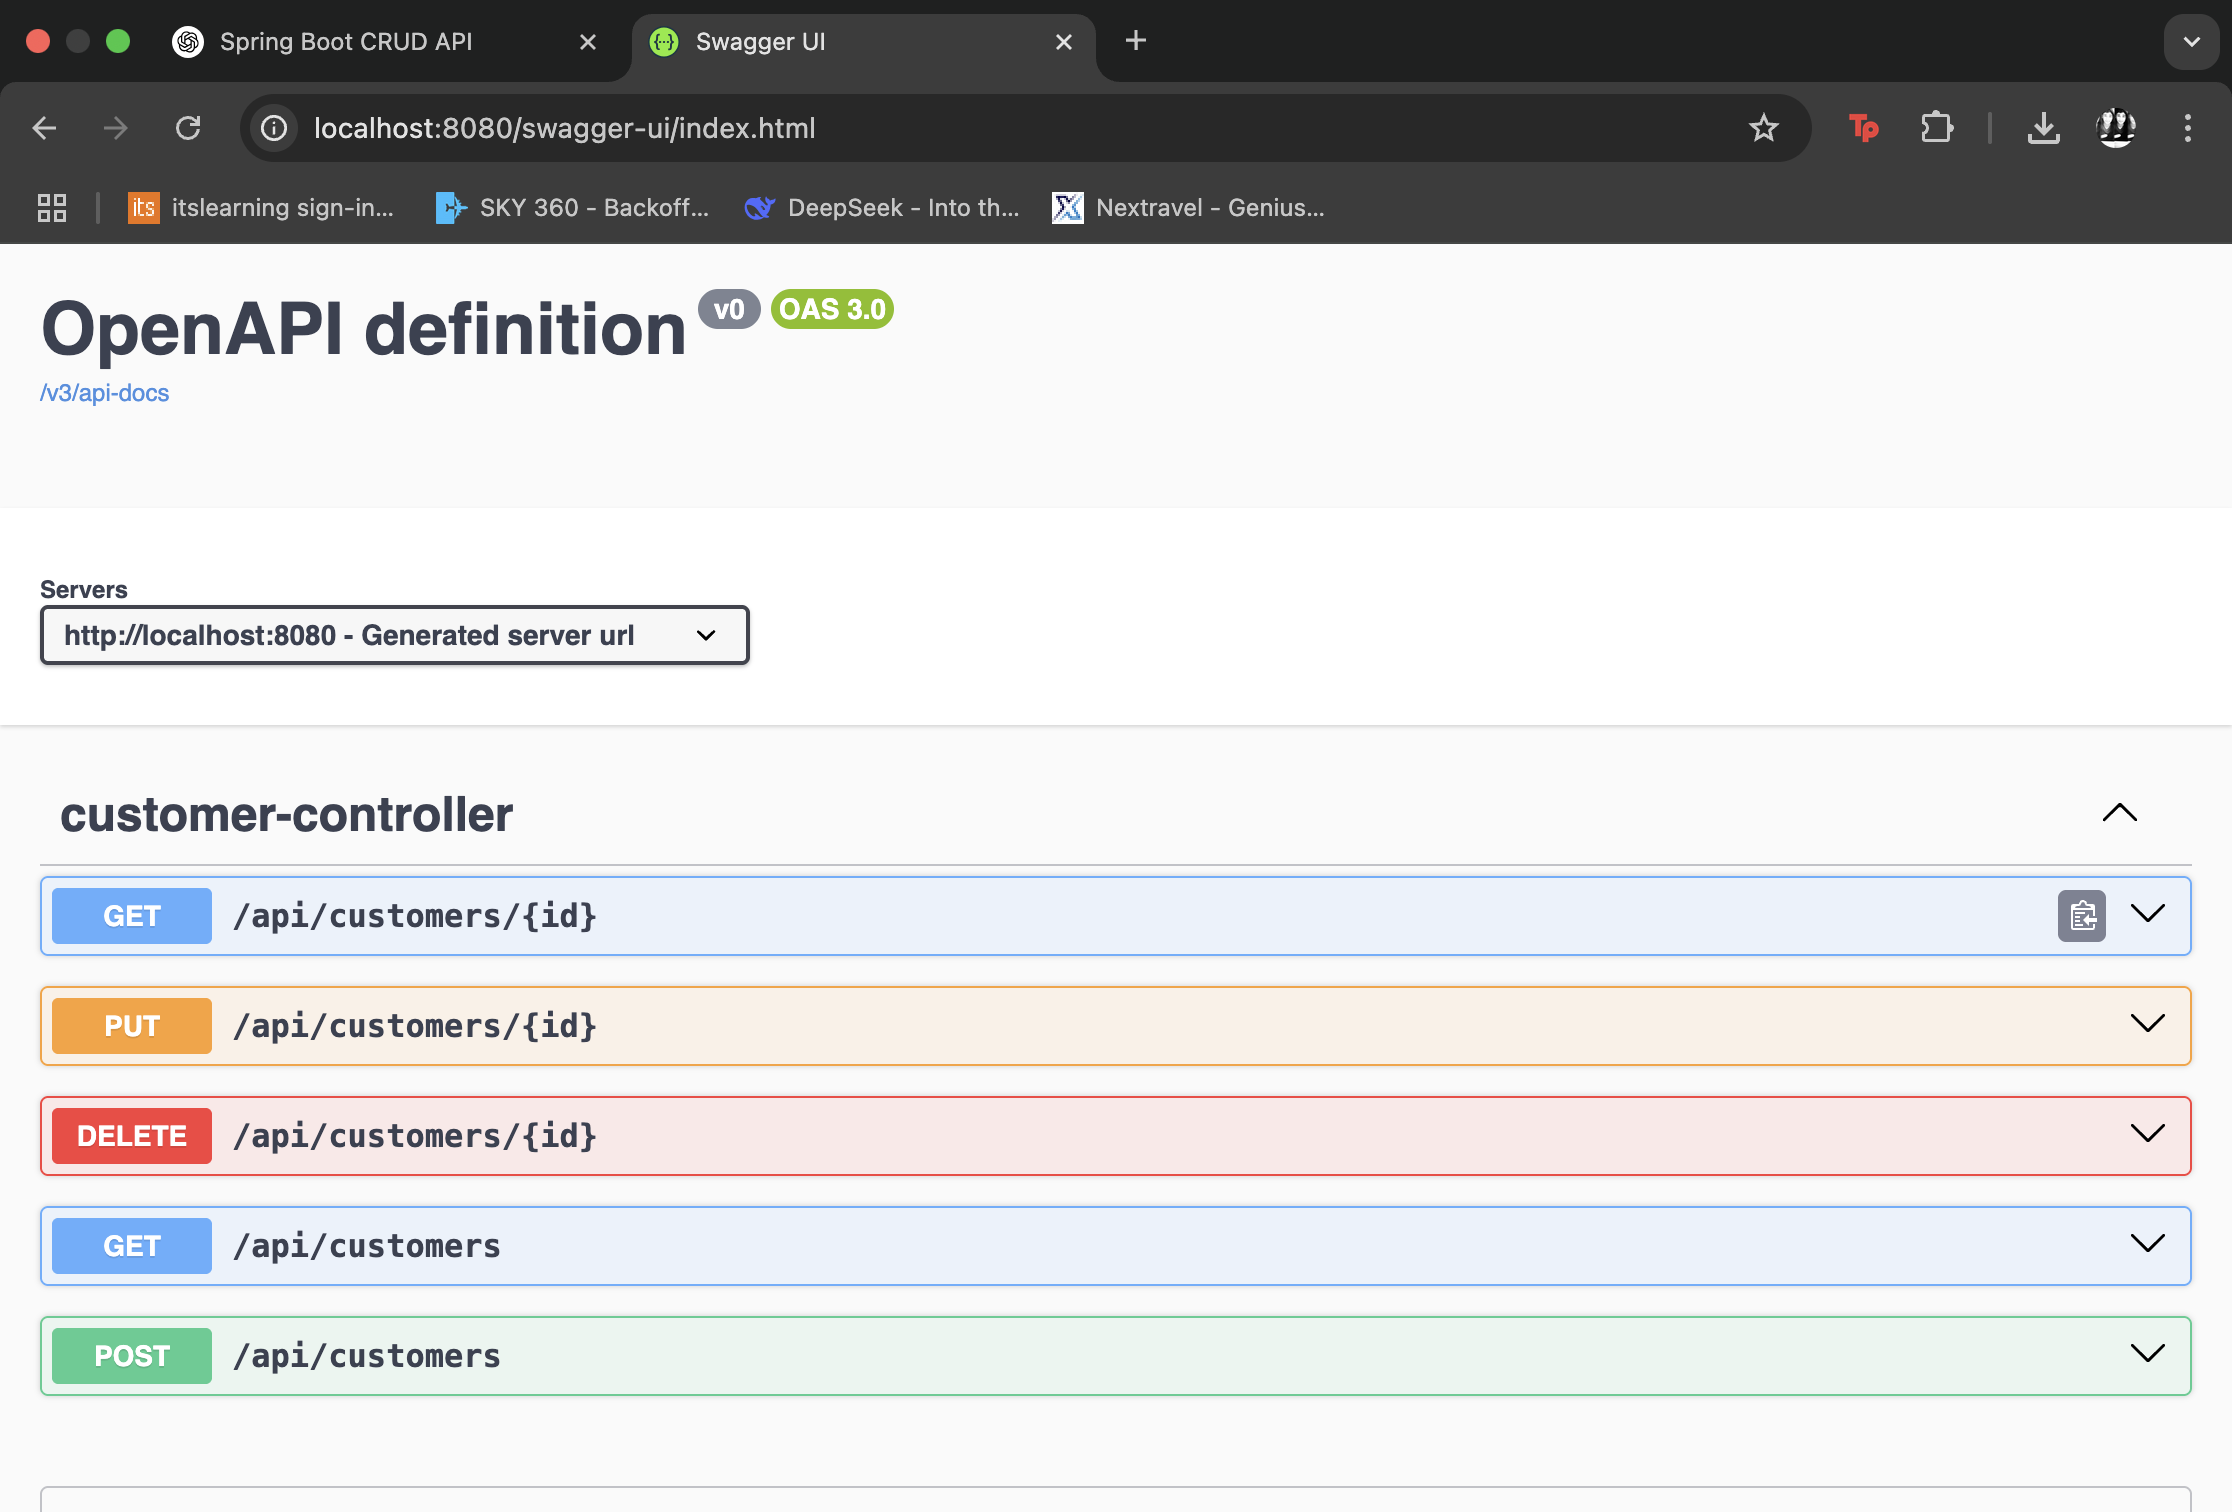 Spring Boot CRUD API
Swagger UI
localhost:8080/swagger-ui/index.html
Tp
its
itslearning sign-in...
SKY 360 - Backoff...
DeepSeek - Into th...
Nextravel - Genius...
OpenAPI definition v0 OAS 3.0
/v3/api-docs
Servers
http://localhost:8080 - Generated server url
customer-controller
GET /api/customers/{id}
PUT /api/customers/{id}
DELETE /api/customers/{id}
GET /api/customers
POST /api/customers